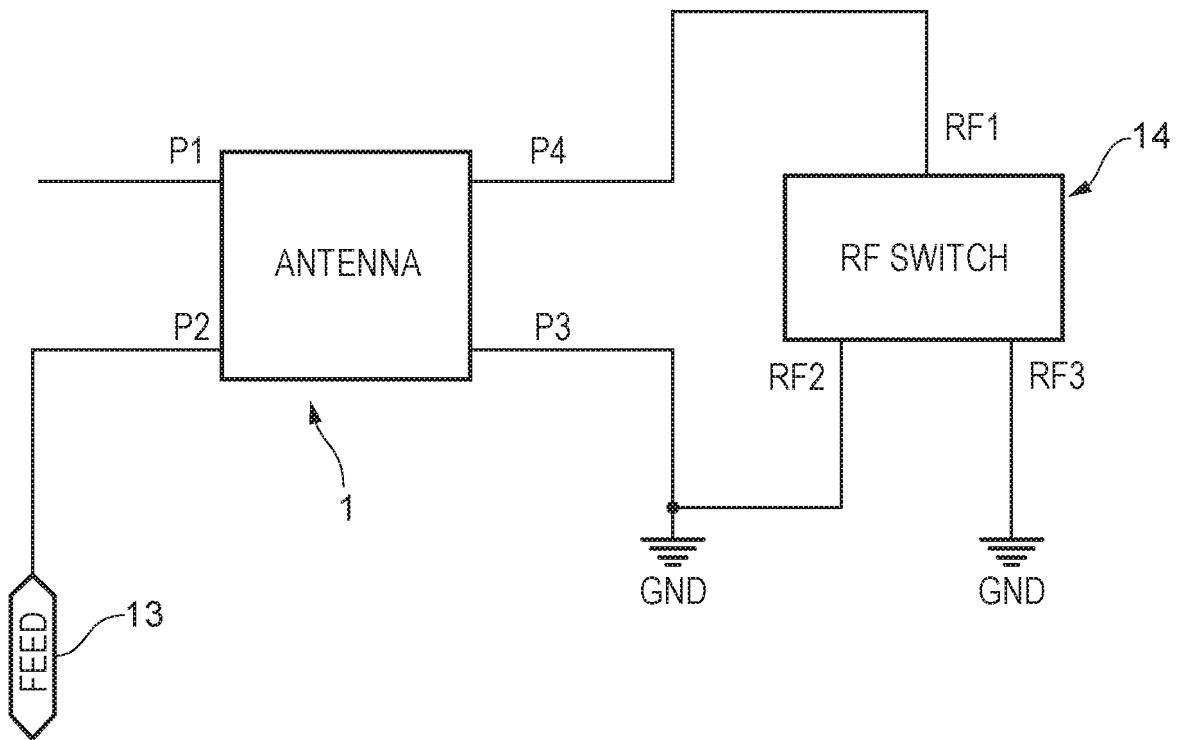 RF1
14
P1
P4
ANTENNA
RF SWITCH
P2
P3
RF2
RF3
1
GND
GND
13
FEED